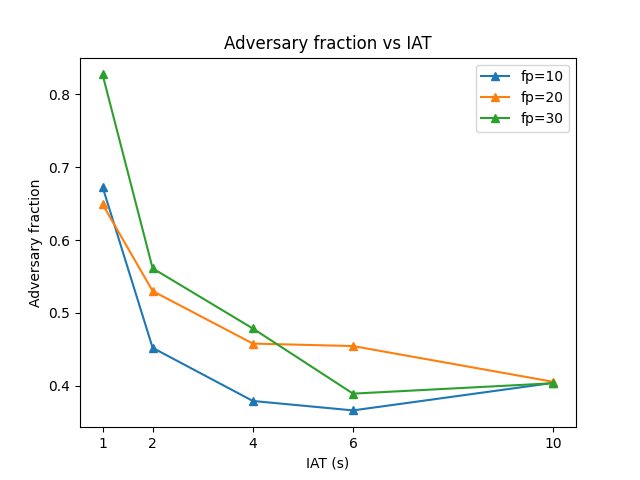 Adversary fraction vs IAT
fp=10
fp=20
fp=30
Adversary fraction
0.8
0.7
0.6
0.5
0.4
1 2 4 6 10
IAT (s)